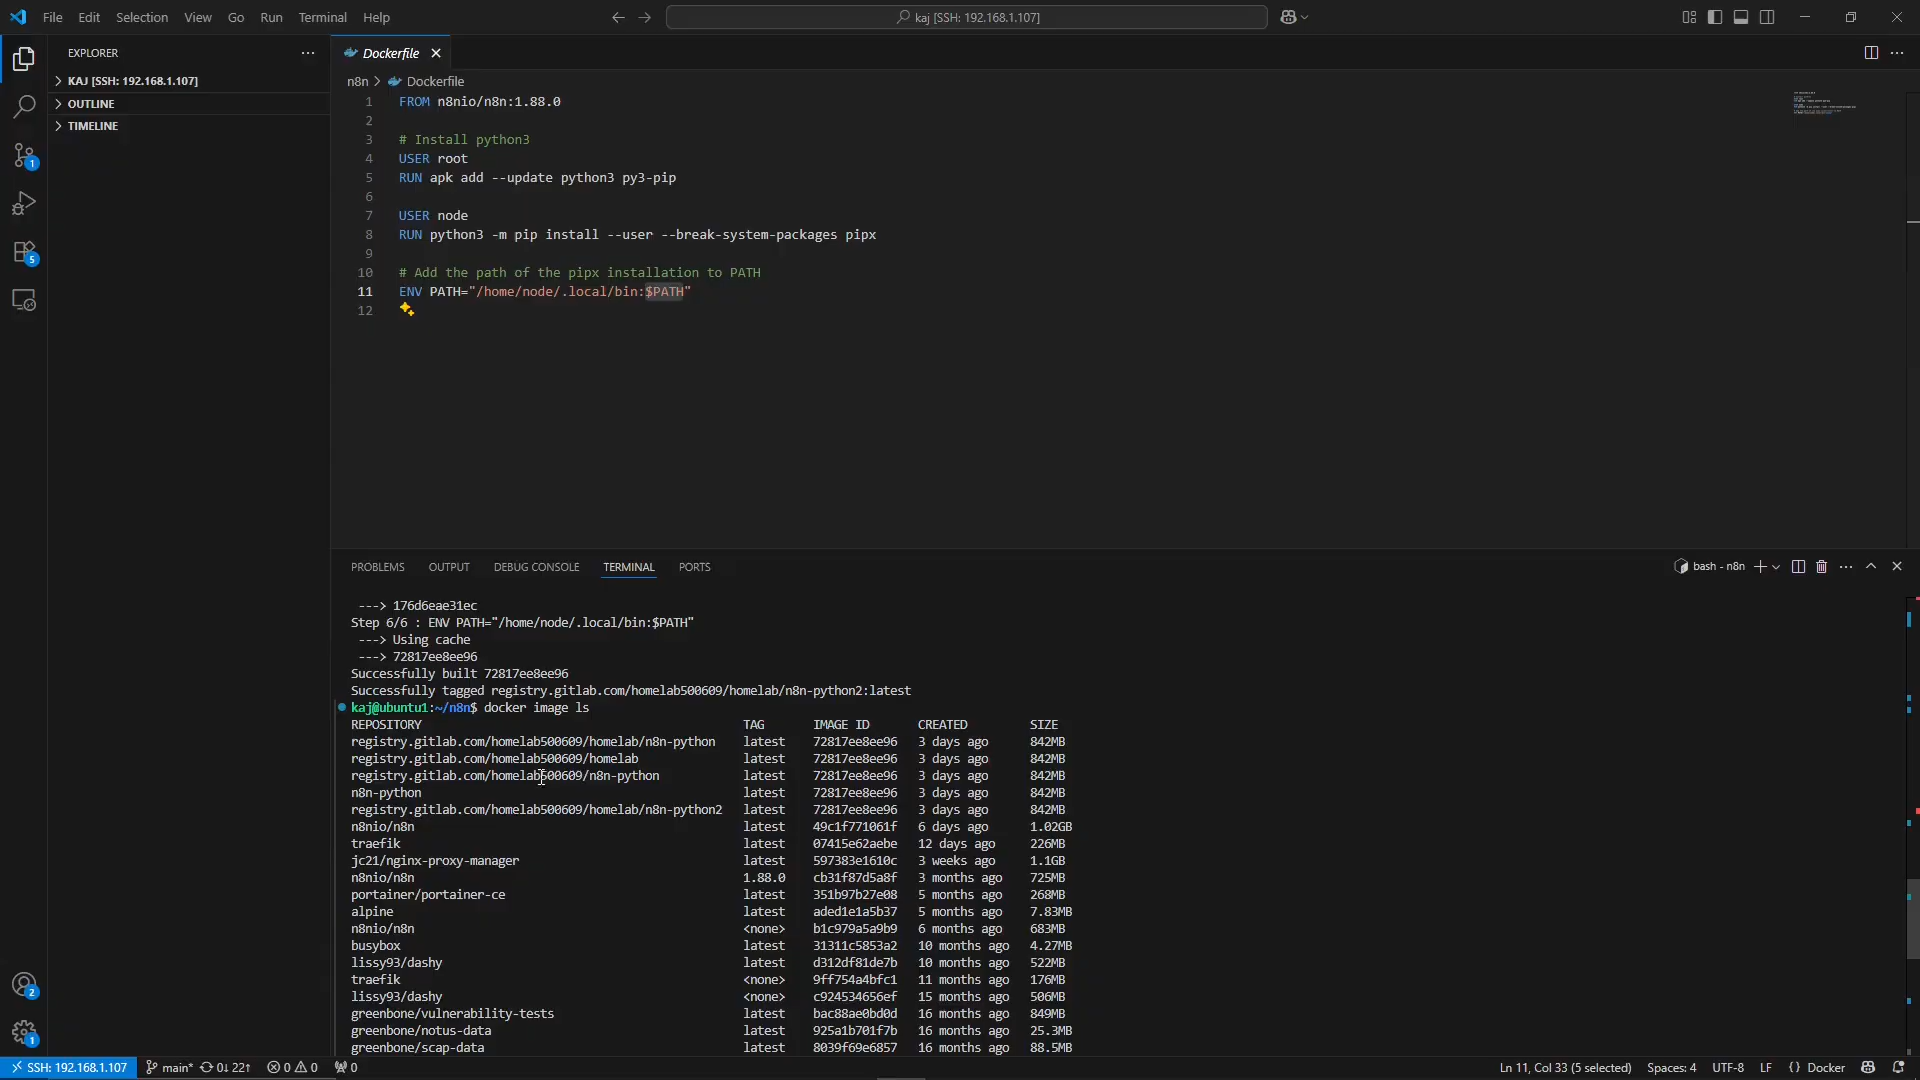 File Edit Selection View Go Run Terminal Help
kaj [SSH: 192.168.1.107]
EXPLORER
KAJ [SSH: 192.168.1.107]
OUTLINE
TIMELINE
Dockerfile
n8n > Dockerfile
1 FROM n8nio/n8n:1.88.0
2
3 # Install python3
4 USER root
5 RUN apk add --update python3 py3-pip
6
7 USER node
8 RUN python3 -m pip install --user --break-system-packages pipx
9
10 # Add the path of the pipx installation to PATH
11 ENV PATH="/home/node/.local/bin:$PATH"
12
1
5
2
1
PROBLEMS OUTPUT DEBUG CONSOLE TERMINAL PORTS
bash - n8n
---> 176d6eae31ec
Step 6/6 : ENV PATH="/home/node/.local/bin:$PATH"
---> Using cache
---> 72817ee8ee96
Successfully built 72817ee8ee96
Successfully tagged registry.gitlab.com/homelab500609/homelab/n8n-python2:latest
kaj@ubuntu1:~/n8n$ docker image ls
REPOSITORY TAG IMAGE ID CREATED SIZE
registry.gitlab.com/homelab500609/homelab/n8n-python latest 72817ee8ee96 3 days ago 842MB
registry.gitlab.com/homelab500609/homelab latest 72817ee8ee96 3 days ago 842MB
registry.gitlab.com/homelab500609/n8n-python latest 72817ee8ee96 3 days ago 842MB
n8n-python latest 72817ee8ee96 3 days ago 842MB
registry.gitlab.com/homelab500609/homelab/n8n-python2 latest 72817ee8ee96 3 days ago 842MB
n8nio/n8n latest 49c1f771061f 6 days ago 1.02GB
traefik latest 07415e62aebe 12 days ago 226MB
jc21/nginx-proxy-manager latest 597383e1610c 3 weeks ago 1.1GB
n8nio/n8n 1.88.0 cb31f87d5a8f 3 months ago 725MB
portainer/portainer-ce latest 351b97b27e08 5 months ago 268MB
alpine latest aded1e1a5b37 5 months ago 7.83MB
n8nio/n8n <none> b1c979a5a9b9 6 months ago 683MB
busybox latest 31311c5853a2 10 months ago 4.27MB
lissy93/dashy latest d312df81de7b 10 months ago 522MB
traefik <none> 9ff754a4bfc1 11 months ago 176MB
lissy93/dashy <none> c924534656ef 15 months ago 506MB
greenbone/vulnerability-tests latest bac88ae0bd0d 16 months ago 849MB
greenbone/notus-data latest 925a1b701f7b 16 months ago 25.3MB
greenbone/scap-data latest 8039f69e6857 16 months ago 88.5MB
SSH: 192.168.1.107 main* 0↓ 22↑ 0 0 0
Ln 11, Col 33 (5 selected) Spaces: 4 UTF-8 LF {} Docker